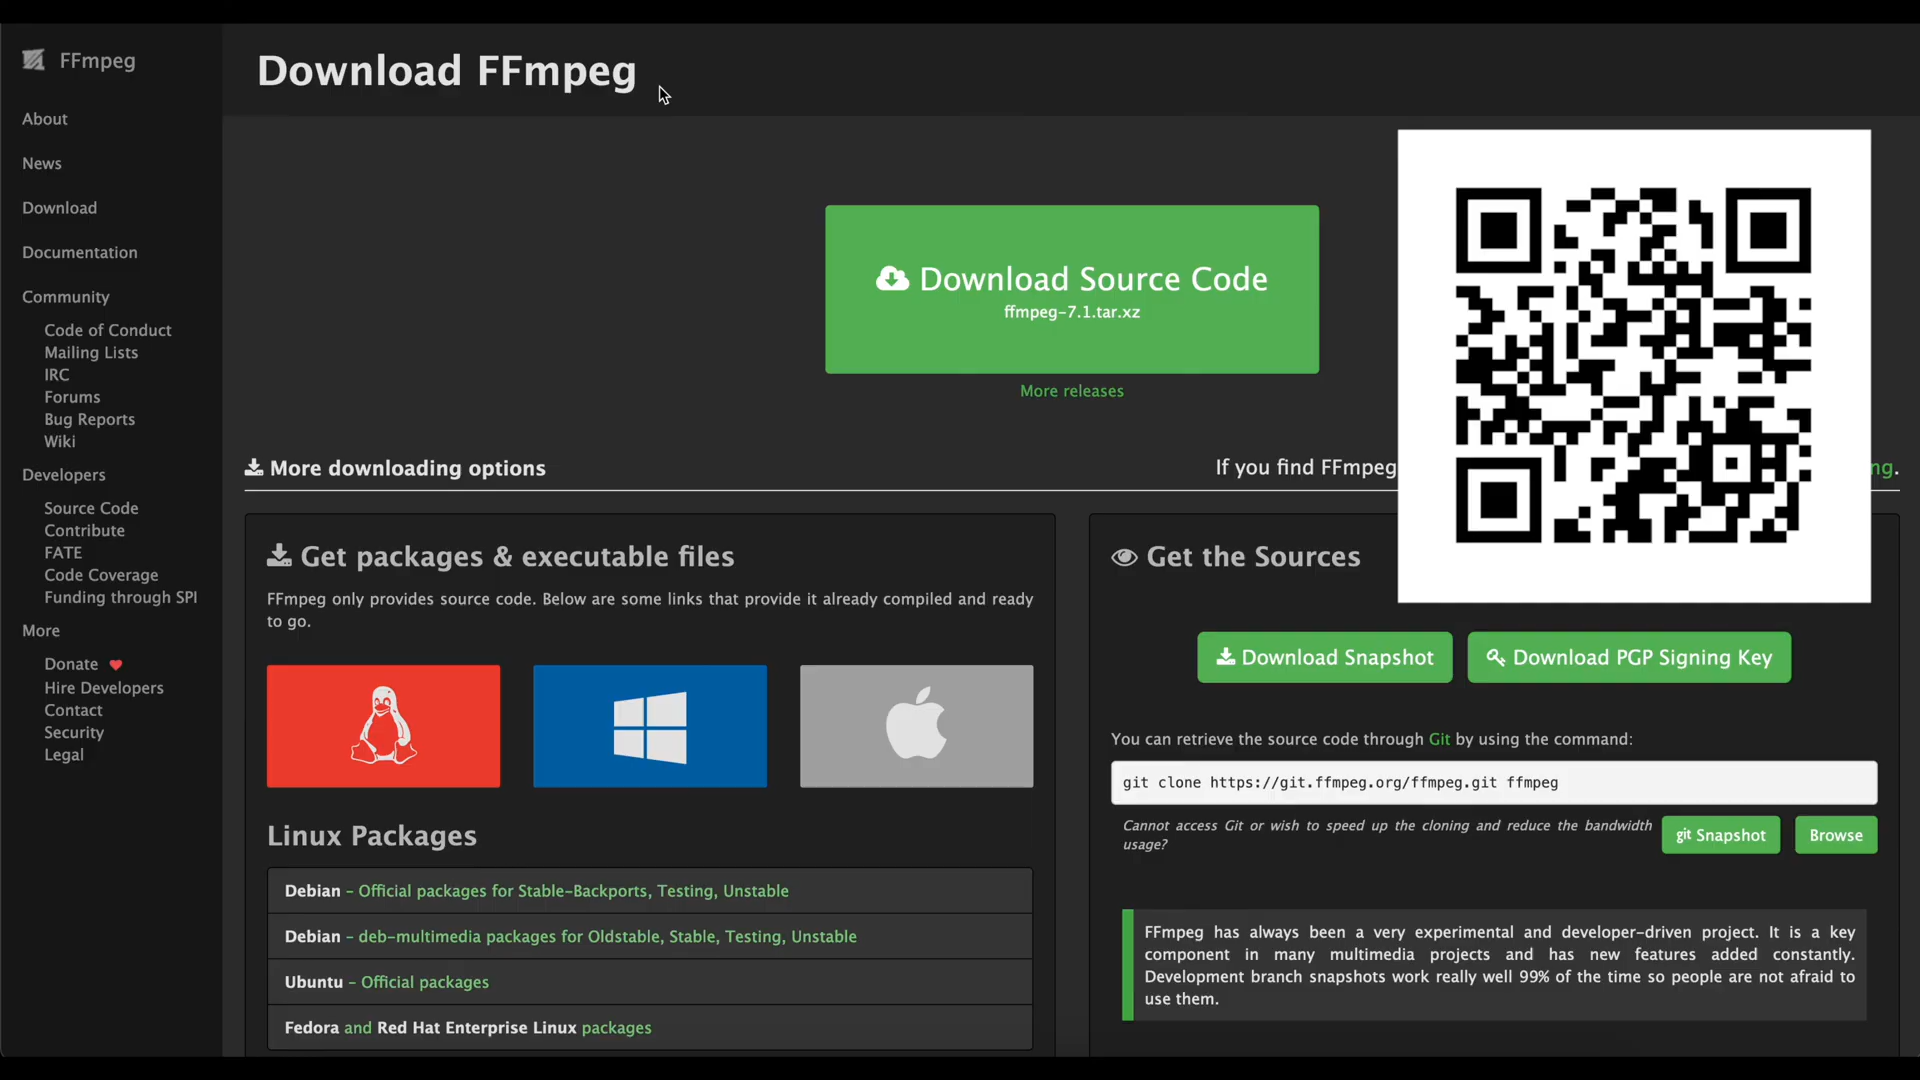 FFmpeg
About
News
Download
Documentation
Community
Code of Conduct
Mailing Lists
IRC
Forums
Bug Reports
Wiki
Developers
Source Code
Contribute
FATE
Code Coverage
Funding through SPI
More
Donate
Hire Developers
Contact
Security
Legal
Download FFmpeg
Download Source Code
ffmpeg-7.1.tar.xz
More releases
More downloading options
If you find FFmpeg
ng.
Get packages & executable files
FFmpeg only provides source code. Below are some links that provide it already compiled and ready
to go.
Linux Packages
Debian – Official packages for Stable-Backports, Testing, Unstable
Debian – deb-multimedia packages for Oldstable, Stable, Testing, Unstable
Ubuntu – Official packages
Fedora and Red Hat Enterprise Linux packages
Get the Sources
Download Snapshot
Download PGP Signing Key
You can retrieve the source code through Git by using the command:
git clone https://git.ffmpeg.org/ffmpeg.git ffmpeg
Cannot access Git or wish to speed up the cloning and reduce the bandwidth
usage?
git Snapshot
Browse
FFmpeg has always been a very experimental and developer-driven project. It is a key
component in many multimedia projects and has new features added constantly.
Development branch snapshots work really well 99% of the time so people are not afraid to
use them.